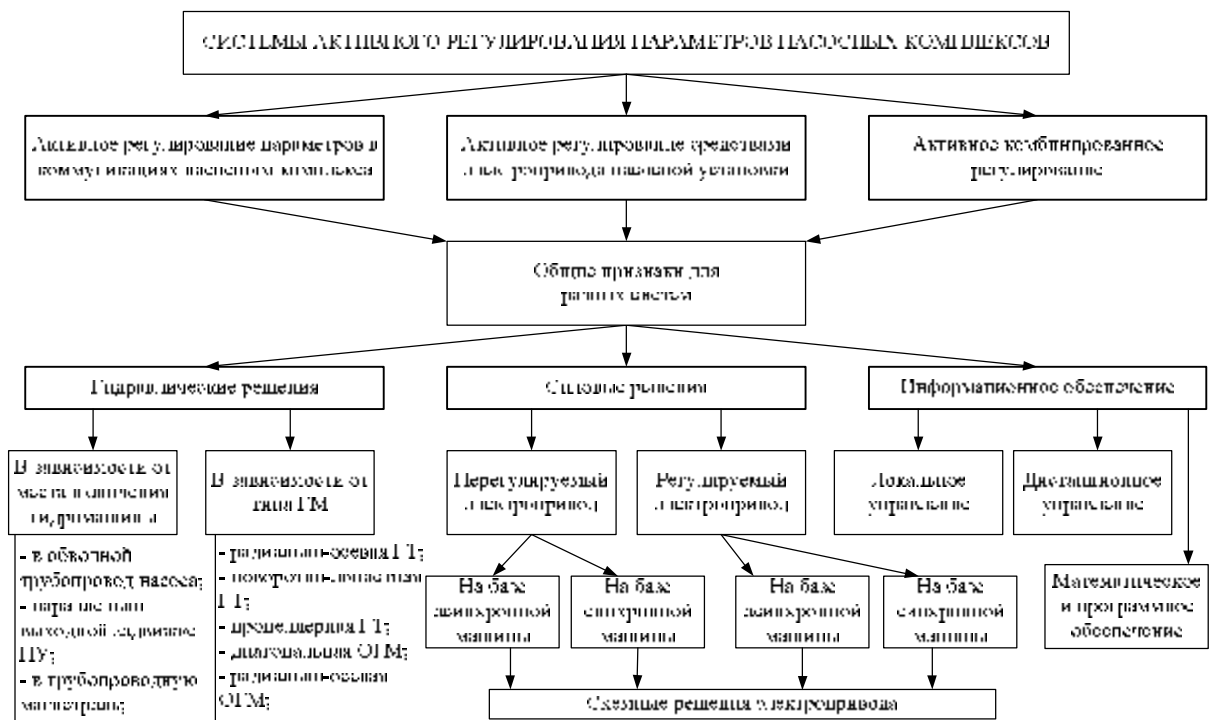 СИСТЕМЫ АКТИВНОГО РЕГУЛИРОВАНИЯ ПАРАМЕТРОВ НАСОСНЫХ КОМПЛЕКСОВ
Активное регулирование параметров в
коммуникациях насосного комплекса
Активное регулирование средствами
электропривода насосной установки
Активное комбинированное
регулирование
Общие признаки для
разных систем
Гидравлические решения
Силовые решения
Информационное обеспечение
В зависимости от
места включения
гидромашины
В зависимости от
типа ГМ
Нерегулируемый
электропривод
Регулируемый
электропривод
Локальное
управление
Дистанционное
управление
- в обводной
трубопровод насоса;
- параллельно
выходной задвижке
НУ;
- в трубопроводную
магистраль;
- радиально-осевая ГТ;
- поворотно-лопастная
ГТ;
- пропеллерная ГТ;
- диагональная ОГМ;
- радиально-осевая
ОГМ;
На базе
асинхронной
машины
На базе
синхронной
машины
На базе
асинхронной
машины
На базе
синхронной
машины
Математическое
и программное
обеспечение
Схемные решения электропривода